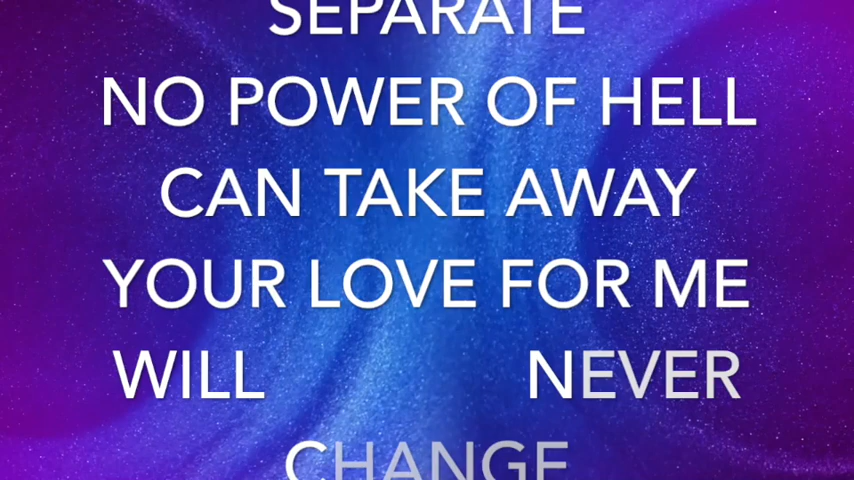 SEPARATE
NO POWER OF HELL
CAN TAKE AWAY
YOUR LOVE FOR ME
WILL NEVER
CHANGE